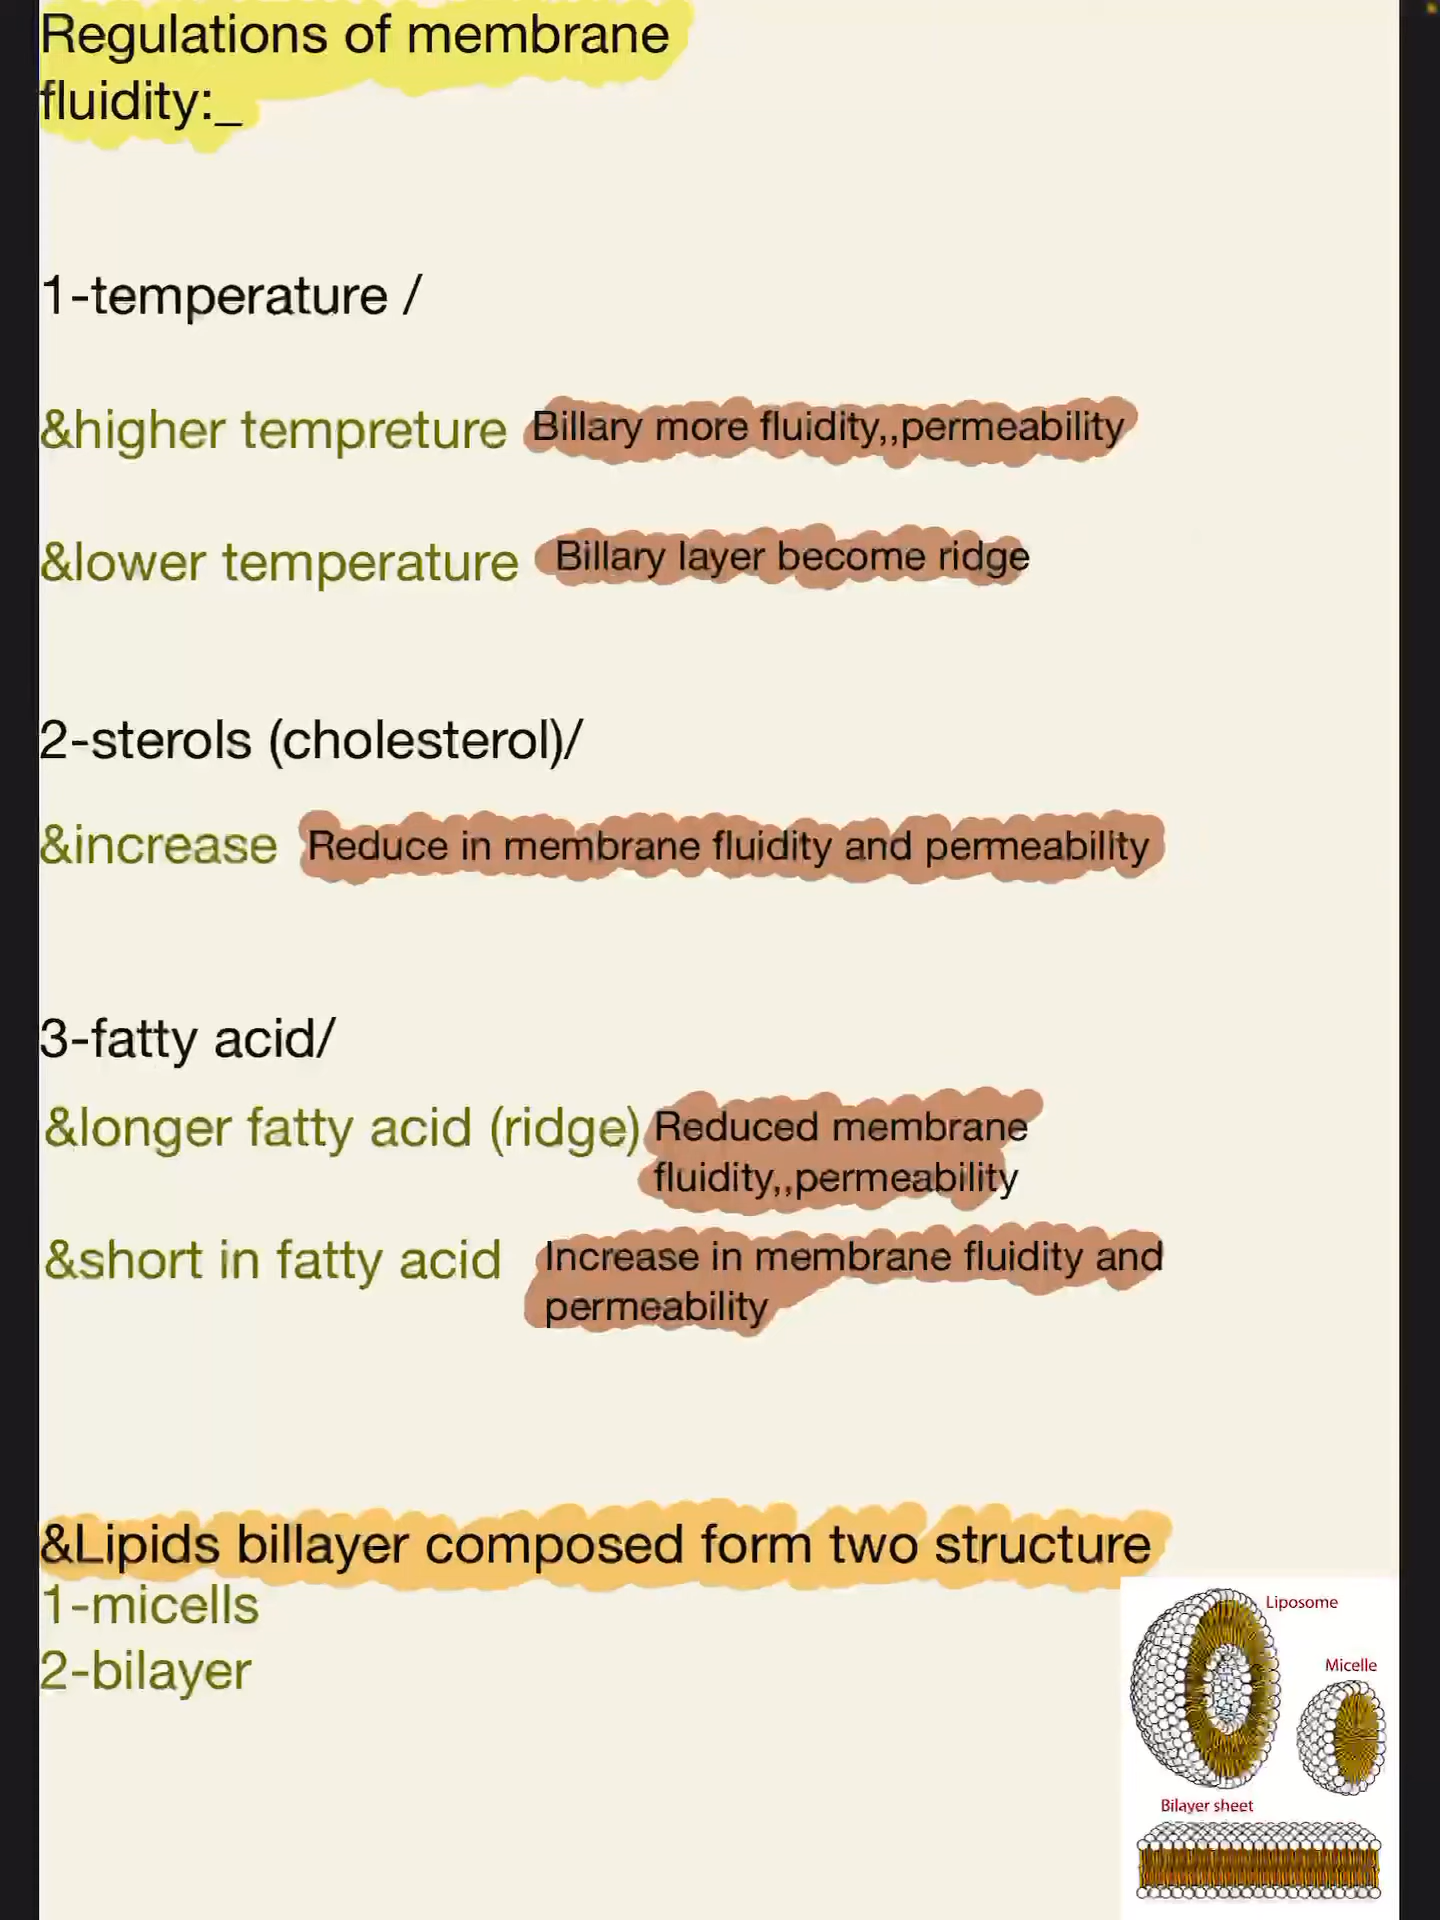 Regulations of membrane
fluidity:_
1-temperature /
&higher tempreture Billary more fluidity,,permeability
&lower temperature Billary layer become ridge
2-sterols (cholesterol)/
&increase Reduce in membrane fluidity and permeability
3-fatty acid/
&longer fatty acid (ridge) Reduced membrane
fluidity,,permeability
&short in fatty acid Increase in membrane fluidity and
permeability
&Lipids billayer composed form two structure
1-micells
2-bilayer
Liposome
Micelle
Bilayer sheet